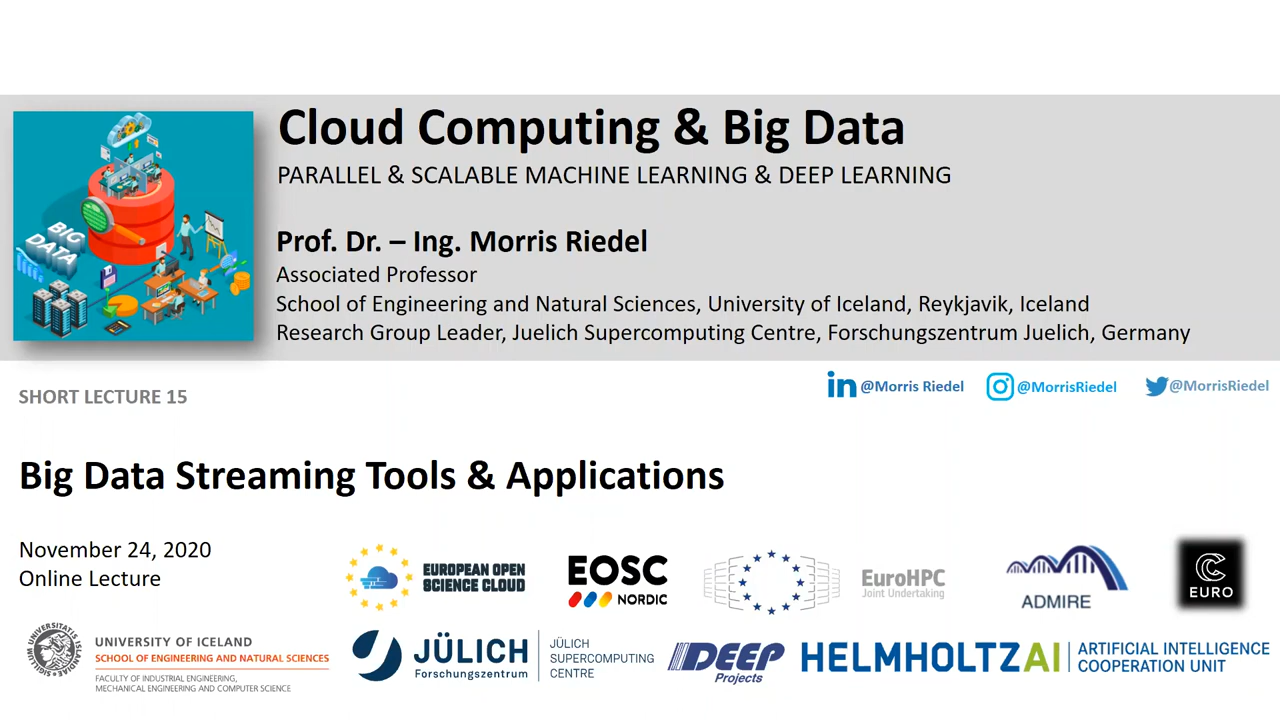 Cloud Computing & Big Data
PARALLEL & SCALABLE MACHINE LEARNING & DEEP LEARNING
BIG
DATA
Prof. Dr. – Ing. Morris Riedel
Associated Professor
School of Engineering and Natural Sciences, University of Iceland, Reykjavik, Iceland
Research Group Leader, Juelich Supercomputing Centre, Forschungszentrum Juelich, Germany
SHORT LECTURE 15
in @Morris Riedel @MorrisRiedel @MorrisRiedel
Big Data Streaming Tools & Applications
November 24, 2020
Online Lecture
EUROPEAN OPEN
SCIENCE CLOUD
EOSC
NORDIC
EuroHPC
Joint Undertaking
ADMIRE
CC
EURO
UNIVERSITY OF ICELAND
SCHOOL OF ENGINEERING AND NATURAL SCIENCES
FACULTY OF INDUSTRIAL ENGINEERING,
MECHANICAL ENGINEERING AND COMPUTER SCIENCE
JÜLICH
Forschungszentrum
JÜLICH
SUPERCOMPUTING
CENTRE
DEEP
Projects
HELMHOLTZAI
ARTIFICIAL INTELLIGENCE
COOPERATION UNIT